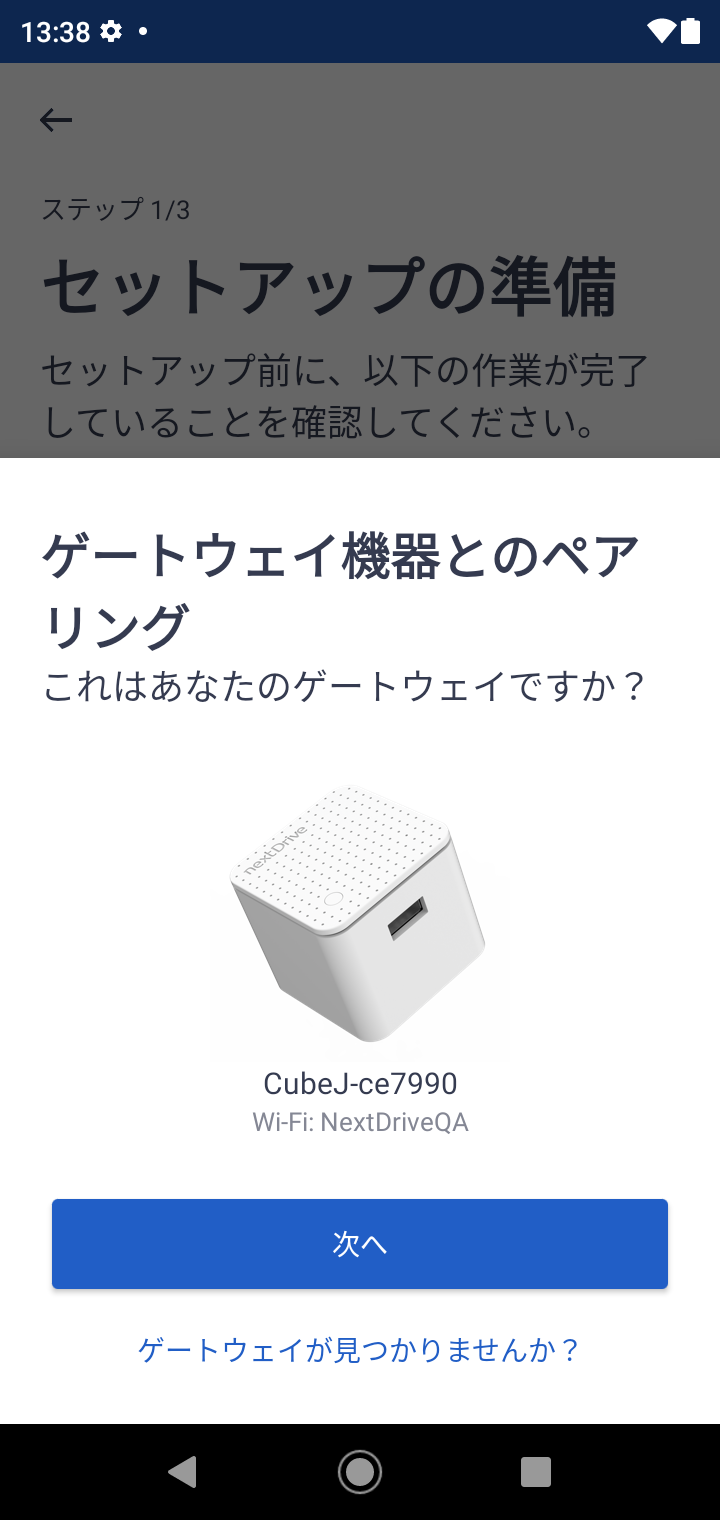 13:38
ステップ 1/3
セットアップの準備
セットアップ前に、以下の作業が完了
していることを確認してください。
ゲートウェイ機器とのペア
リング
これはあなたのゲートウェイですか？
nextDrive
CubeJ-ce7990
Wi-Fi: NextDriveQA
次へ
ゲートウェイが見つかりませんか？